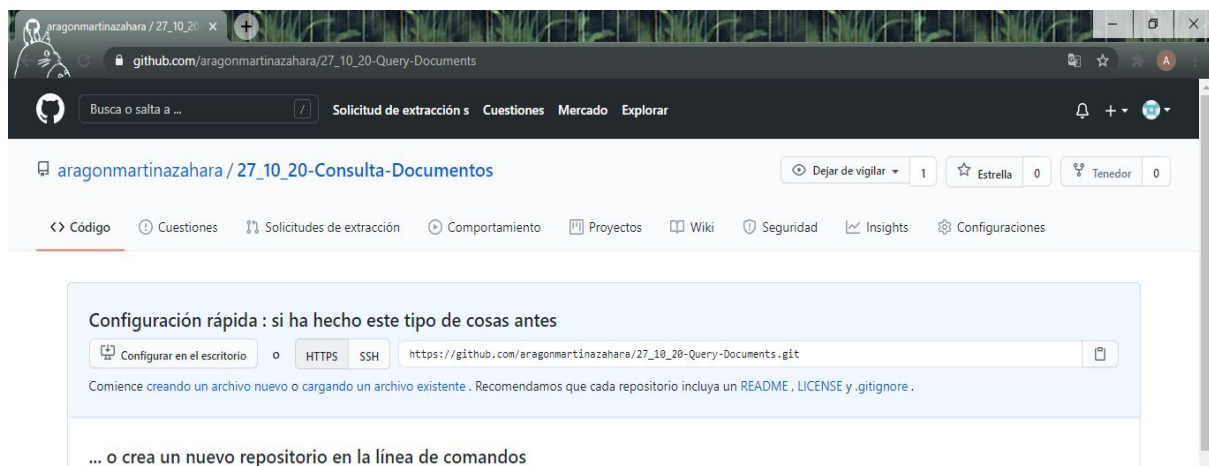 aragonmartinazahara / 27_10_20
github.com/aragonmartinazahara/27_10_20-Query-Documents
A
Busca o salta a ... / Solicitud de extracción s Cuestiones Mercado Explorar
aragonmartinazahara / 27_10_20-Consulta-Documentos Dejar de vigilar 1 Estrella 0 Tenedor 0
Código Cuestiones Solicitudes de extracción Comportamiento Proyectos Wiki Seguridad Insights Configuraciones
Configuración rápida : si ha hecho este tipo de cosas antes
Configurar en el escritorio o HTTPS SSH https://github.com/aragonmartinazahara/27_10_20-Query-Documents.git
Comience creando un archivo nuevo o cargando un archivo existente . Recomendamos que cada repositorio incluya un README , LICENSE y .gitignore .
... o crea un nuevo repositorio en la línea de comandos